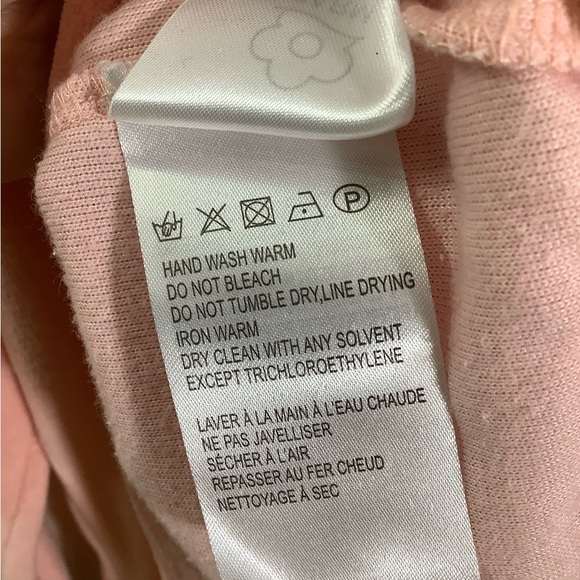 P
HAND WASH WARM
DO NOT BLEACH
DO NOT TUMBLE DRY,LINE DRYING
IRON WARM
DRY CLEAN WITH ANY SOLVENT
EXCEPT TRICHLOROETHYLENE
LAVER À LA MAIN À L'EAU CHAUDE
NE PAS JAVELLISER
SÉCHER À L'AIR
REPASSER AU FER CHEUD
NETTOYAGE À SEC